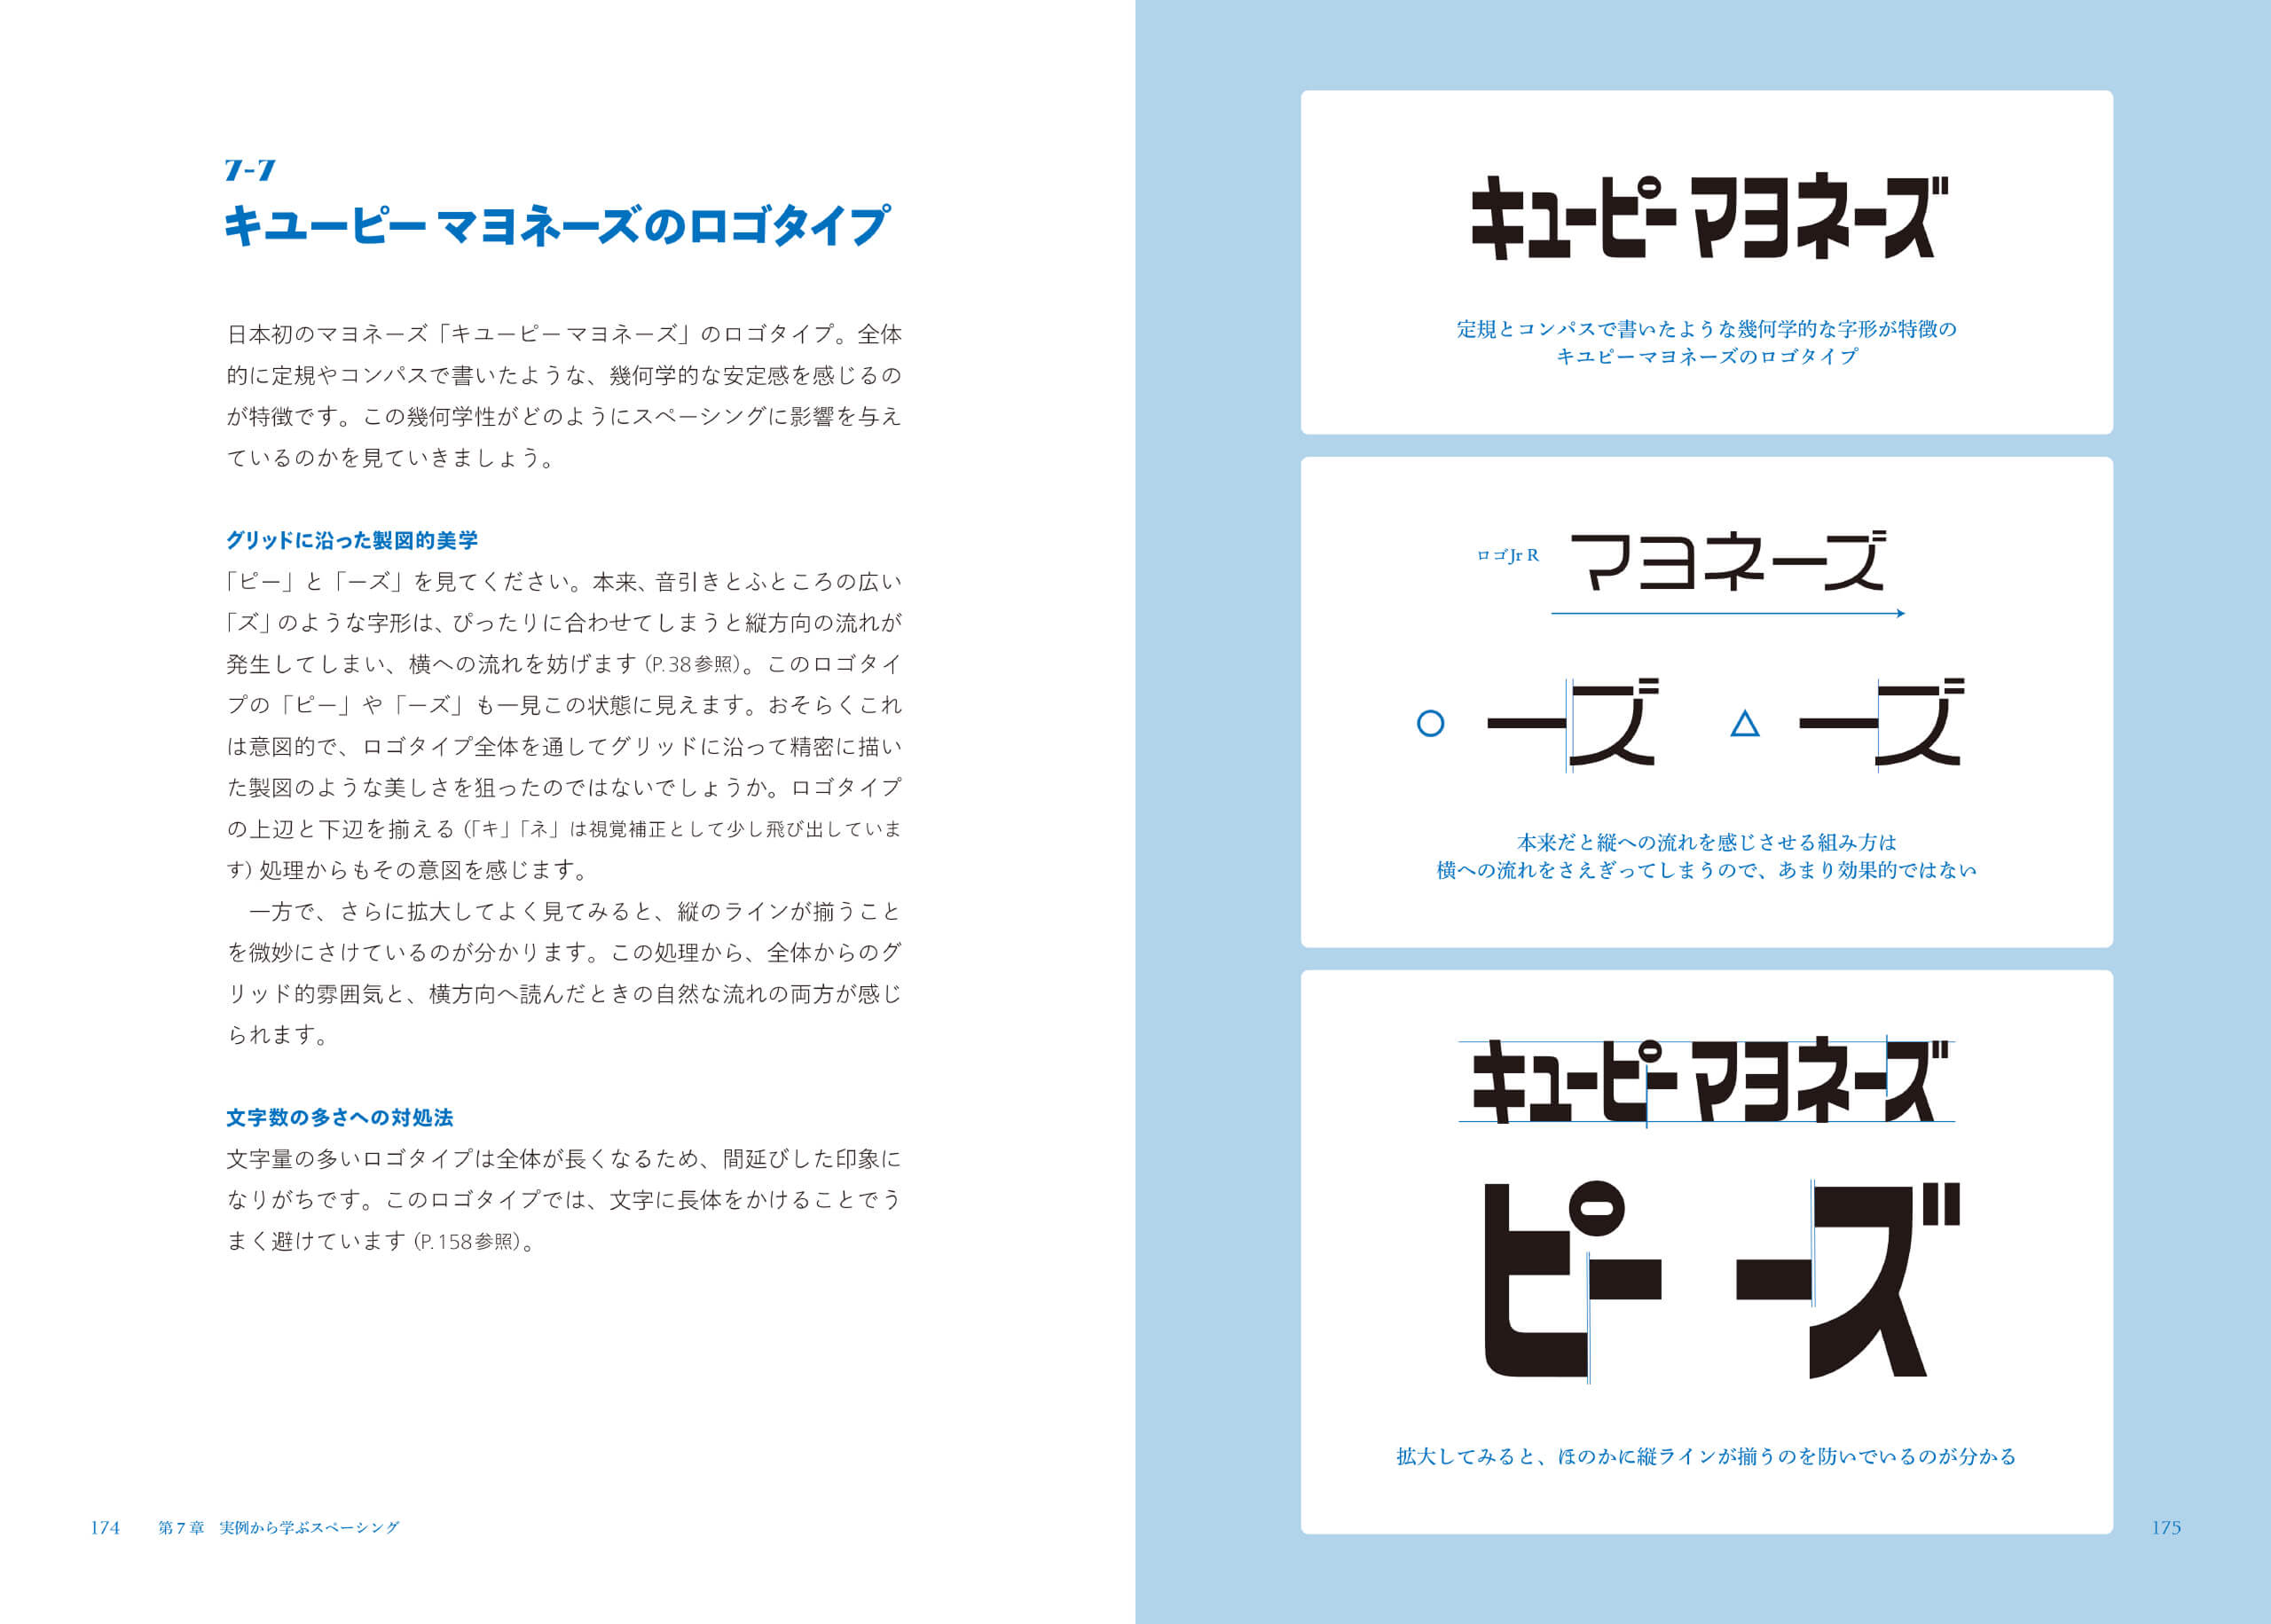 7-7
キユーピー マヨネーズのロゴタイプ
日本初のマヨネーズ「キユーピー マヨネーズ」のロゴタイプ。全体
的に定規やコンパスで書いたような、幾何学的な安定感を感じるの
が特徴です。この幾何学性がどのようにスペーシングに影響を与え
ているのかを見ていきましょう。
グリッドに沿った製図的美学
「ピー」と「ーズ」を見てください。本来、音引きとふところの広い
「ズ」のような字形は、ぴったりに合わせてしまうと縦方向の流れが
発生してしまい、横への流れを妨げます（P.38参照）。このロゴタイ
プの「ピー」や「ーズ」も一見この状態に見えます。おそらくこれ
は意図的で、ロゴタイプ全体を通してグリッドに沿って精密に描い
た製図のような美しさを狙ったのではないでしょうか。ロゴタイプ
の上辺と下辺を揃える（「キ」「ネ」は視覚補正として少し飛び出していま
す）処理からもその意図を感じます。
　一方で、さらに拡大してよく見てみると、縦のラインが揃うこと
を微妙にさけているのが分かります。この処理から、全体からのグ
リッド的雰囲気と、横方向へ読んだときの自然な流れの両方が感じ
られます。
文字数の多さへの対処法
文字量の多いロゴタイプは全体が長くなるため、間延びした印象に
なりがちです。このロゴタイプでは、文字に長体をかけることでう
まく避けています（P.158参照）。
174　第7章　実例から学ぶスペーシング
キユーピー マヨネーズ
定規とコンパスで書いたような幾何学的な字形が特徴の
キユピーマヨネーズのロゴタイプ
ロゴJr R マヨネーズ
○ ーズ △ ーズ
本来だと縦への流れを感じさせる組み方は
横への流れをさえぎってしまうので、あまり効果的ではない
キユーピー マヨネーズ
ピー ーズ
拡大してみると、ほのかに縦ラインが揃うのを防いでいるのが分かる
175